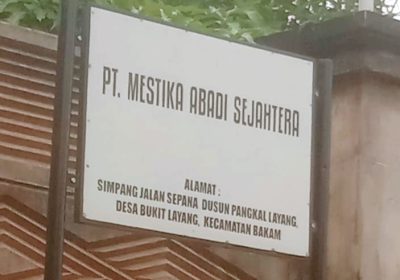 PT. MESTIKA ABADI SEJAHTERA
ALAMAT :
SIMPANG JALAN SEPANA DUSUN PANGKAL LAYANG,
DESA BUKIT LAYANG, KECAMATAN BAKAM